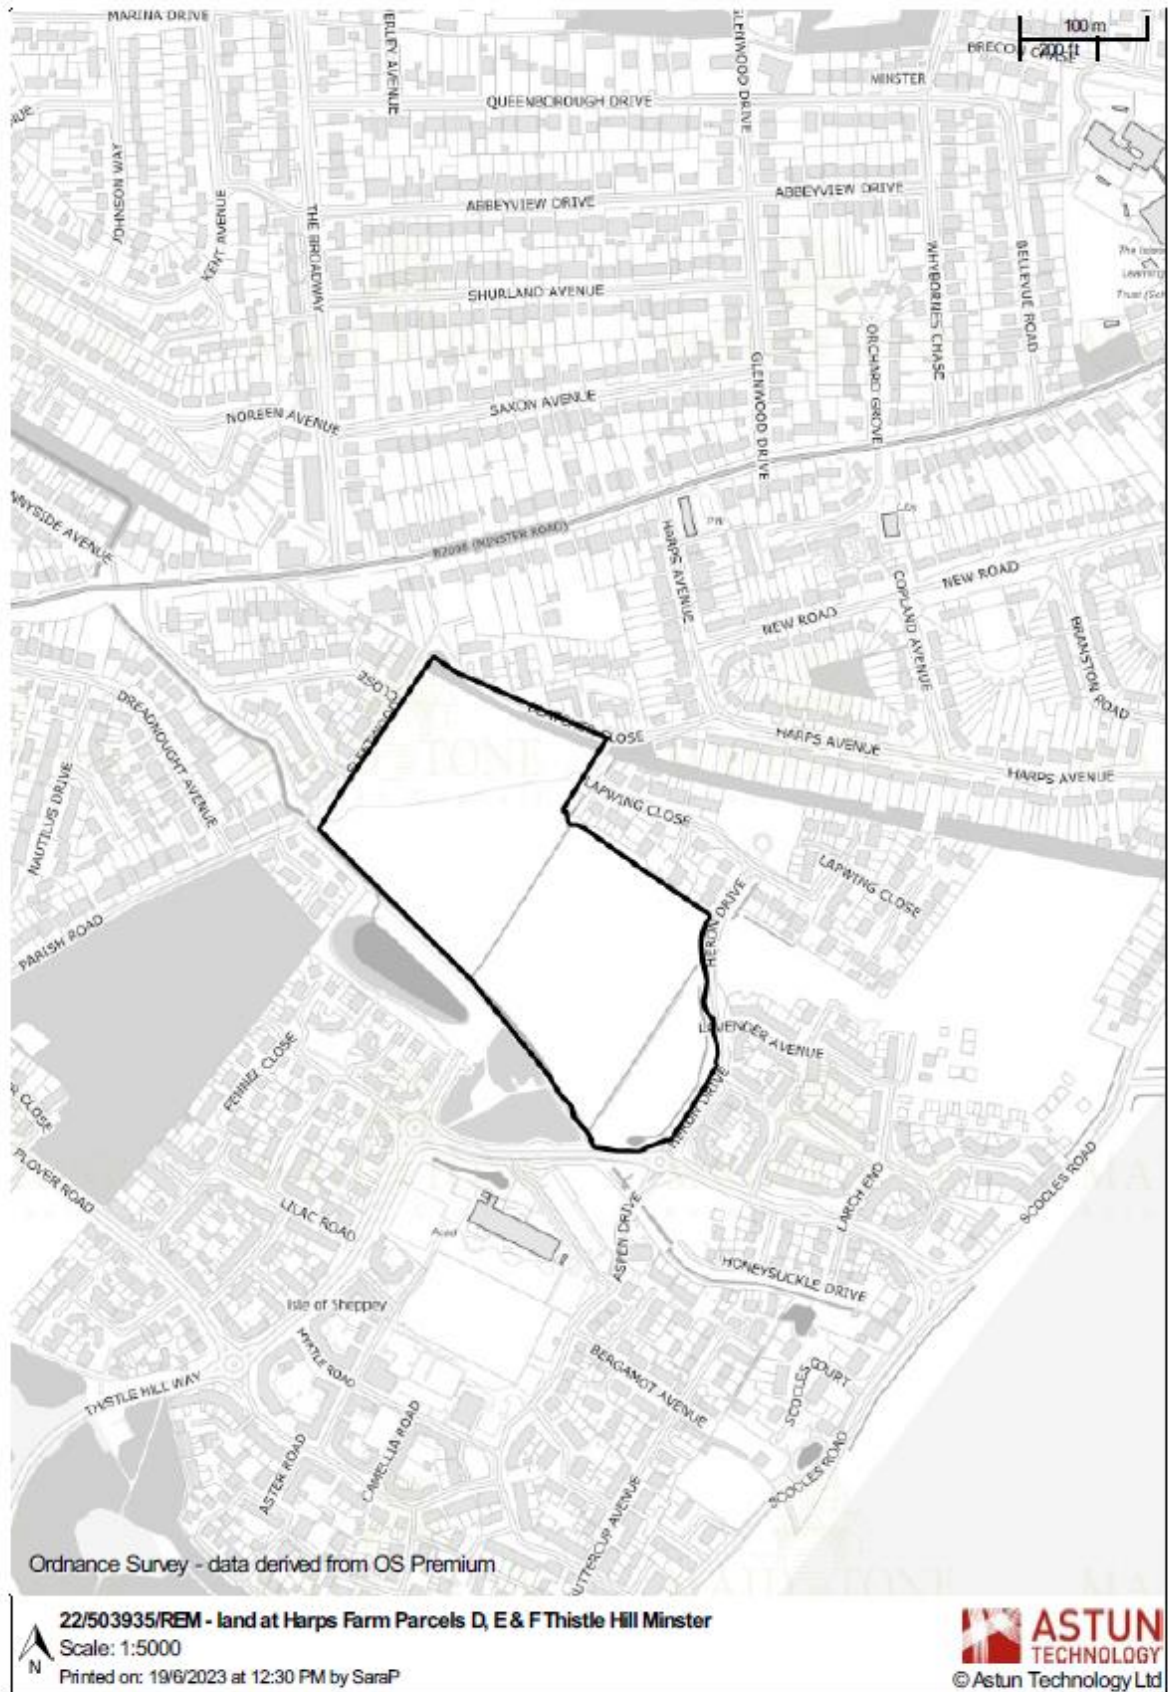 MARINA DRIVE
100 m
200 ft
MINSTER
QUEENBOROUGH DRIVE
GLENWOOD DRIVE
JOHNSON WAY
KENT AVENUE
THE BROADWAY
ABBEYVIEW DRIVE
ABBEYVIEW DRIVE
SHURLAND AVENUE
WHYBORNES CHASE
BELLEVUE ROAD
ORCHARD GROVE
GLENWOOD DRIVE
SAXON AVENUE
NOREEN AVENUE
B2008 (MINSTER ROAD)
HARPS AVENUE
NEW ROAD
NEW ROAD
COPLAND AVENUE
BRAMSTON ROAD
CLOSE
CLOSE
HARPS AVENUE
HARPS AVENUE
DREADNOUGHT AVENUE
NAUTILUS DRIVE
LAPWING CLOSE
LAPWING CLOSE
HERON DRIVE
PARISH ROAD
LAVENDER AVENUE
HERON DRIVE
FENNEL CLOSE
PLOVER ROAD
LILAC ROAD
LARCH END
SCOCLES ROAD
ASPEN DRIVE
HONEYSUCKLE DRIVE
Isle of Sheppey
MYRTLE ROAD
BERGAMOT AVENUE
SCOCLES COURT
THISTLE HILL WAY
ASTER ROAD
CAMELLIA ROAD
SCOCLES ROAD
UTTERCUP AVENUE
Ordnance Survey - data derived from OS Premium
22/503935/REM - land at Harps Farm Parcels D, E & F Thistle Hill Minster
Scale: 1:5000
N
Printed on: 19/6/2023 at 12:30 PM by SaraP
ASTUN
TECHNOLOGY
© Astun Technology Ltd